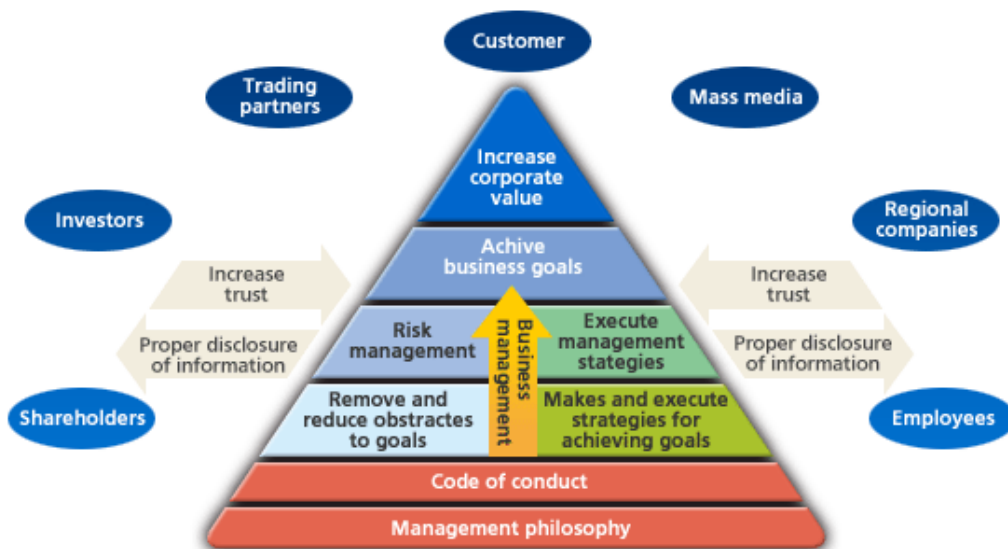 Customer
Trading
partners
Mass media
Increase
corporate
value
Investors
Regional
companies
Achive
business goals
Increase
trust
Increase
trust
Risk
management
Business
management
Execute
management
stategies
Proper disclosure
of information
Proper disclosure
of information
Shareholders
Remove and
reduce obstractes
to goals
Makes and execute
strategies for
achieving goals
Employees
Code of conduct
Management philosophy